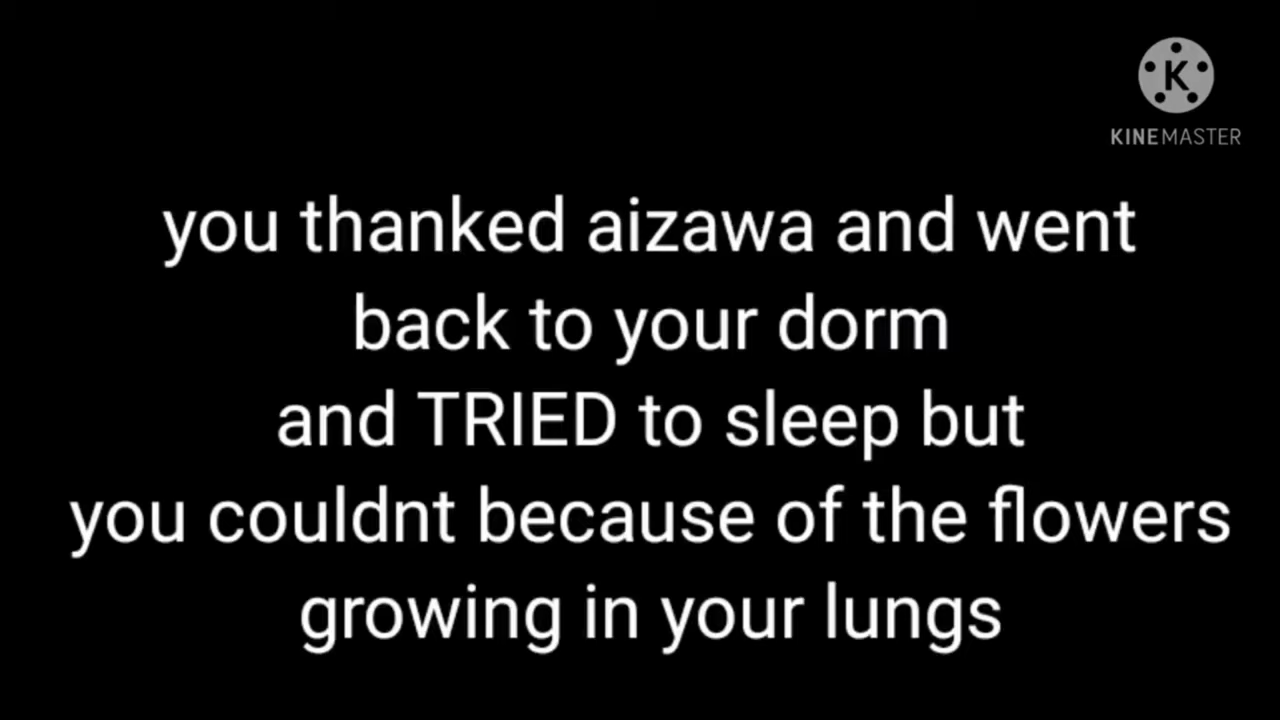 K
KINEMASTER
you thanked aizawa and went
back to your dorm
and TRIED to sleep but
you couldnt because of the flowers
growing in your lungs